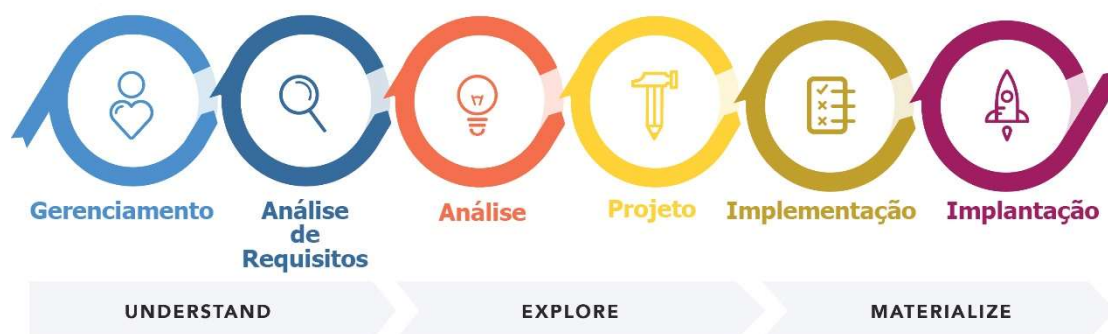 Gerenciamento
Análise
de
Requisitos
Análise
Projeto
Implementação
Implantação
UNDERSTAND
EXPLORE
MATERIALIZE